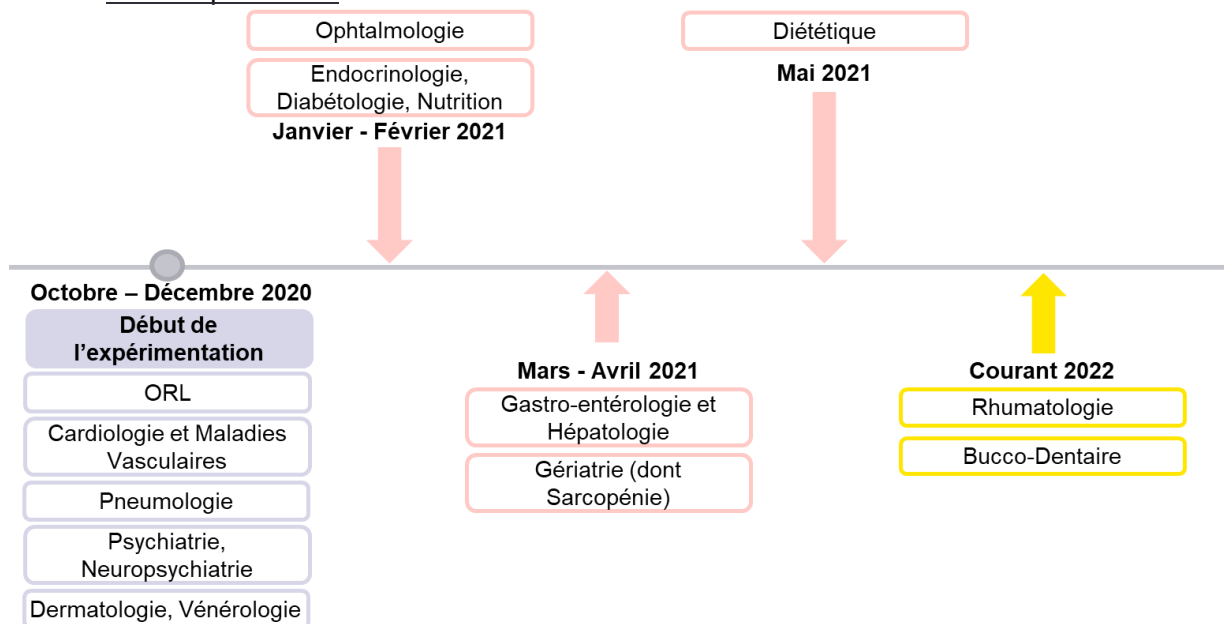 Ophtalmologie
Endocrinologie,
Diabétologie, Nutrition
Janvier - Février 2021
Diététique
Mai 2021
Octobre – Décembre 2020
Début de
l'expérimentation
ORL
Cardiologie et Maladies
Vasculaires
Pneumologie
Psychiatrie,
Neuropsychiatrie
Dermatologie, Vénérologie
Mars - Avril 2021
Gastro-entérologie et
Hépatologie
Gériatrie (dont
Sarcopénie)
Courant 2022
Rhumatologie
Bucco-Dentaire